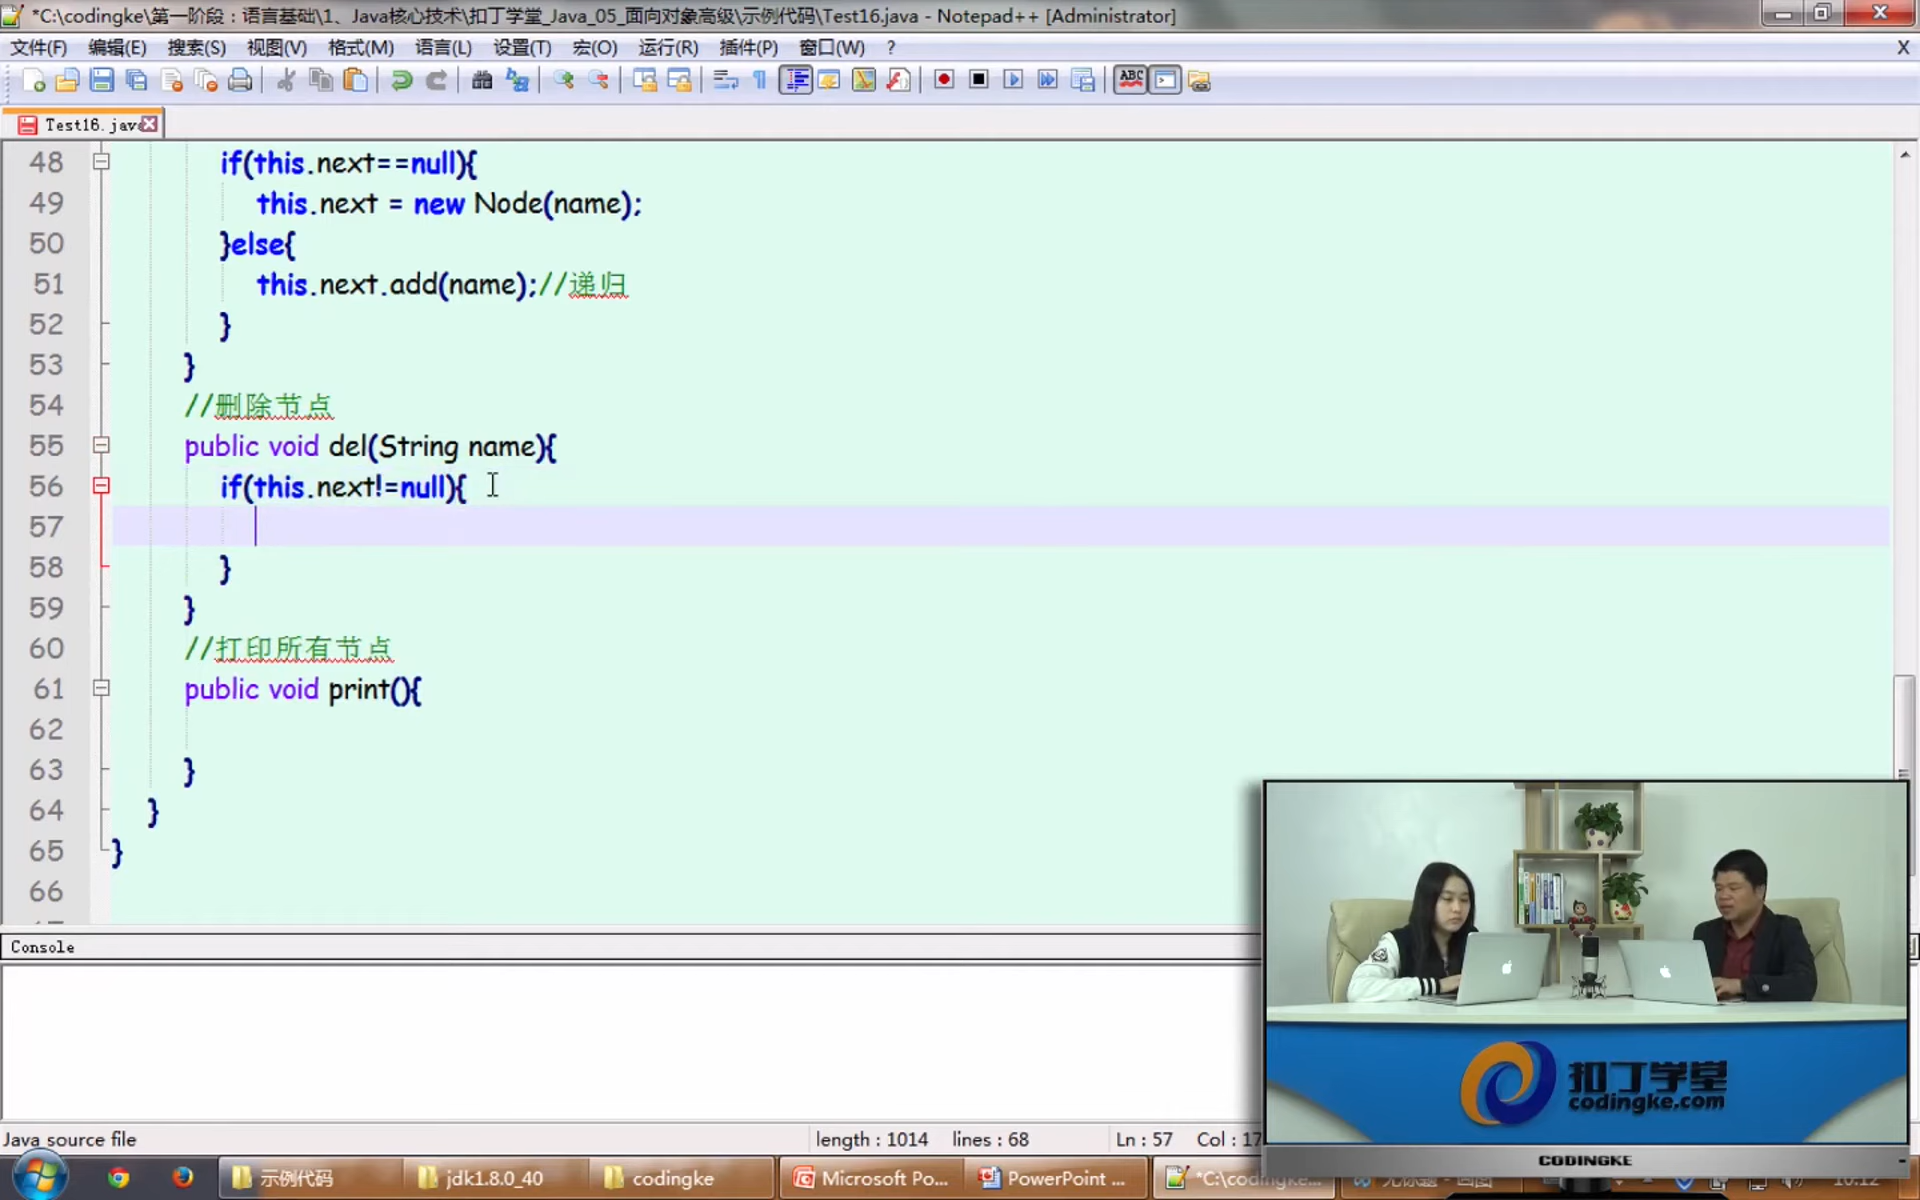 *C:\codingke\第一阶段：语言基础\1、Java核心技术\扣丁学堂_Java_05_面向对象高级\示例代码\Test16.java - Notepad++ [Administrator]
文件(F) 编辑(E) 搜索(S) 视图(V) 格式(M) 语言(L) 设置(T) 宏(O) 运行(R) 插件(P) 窗口(W) ? X
ABC
Test16.java
48 if(this.next==null){
49 this.next = new Node(name);
50 }else{
51 this.next.add(name);//递归
52 }
53 }
54 //删除节点
55 public void del(String name){
56 if(this.next!=null){
57
58 }
59 }
60 //打印所有节点
61 public void print(){
62
63 }
64 }
65 }
66
Console
扣丁学堂
codingke.com
CODINGKE
Java source file length : 1014 lines : 68 Ln : 57 Col : 17
示例代码 jdk1.8.0_40 codingke Microsoft Po... PowerPoint ... *C:\codingke... 10:12